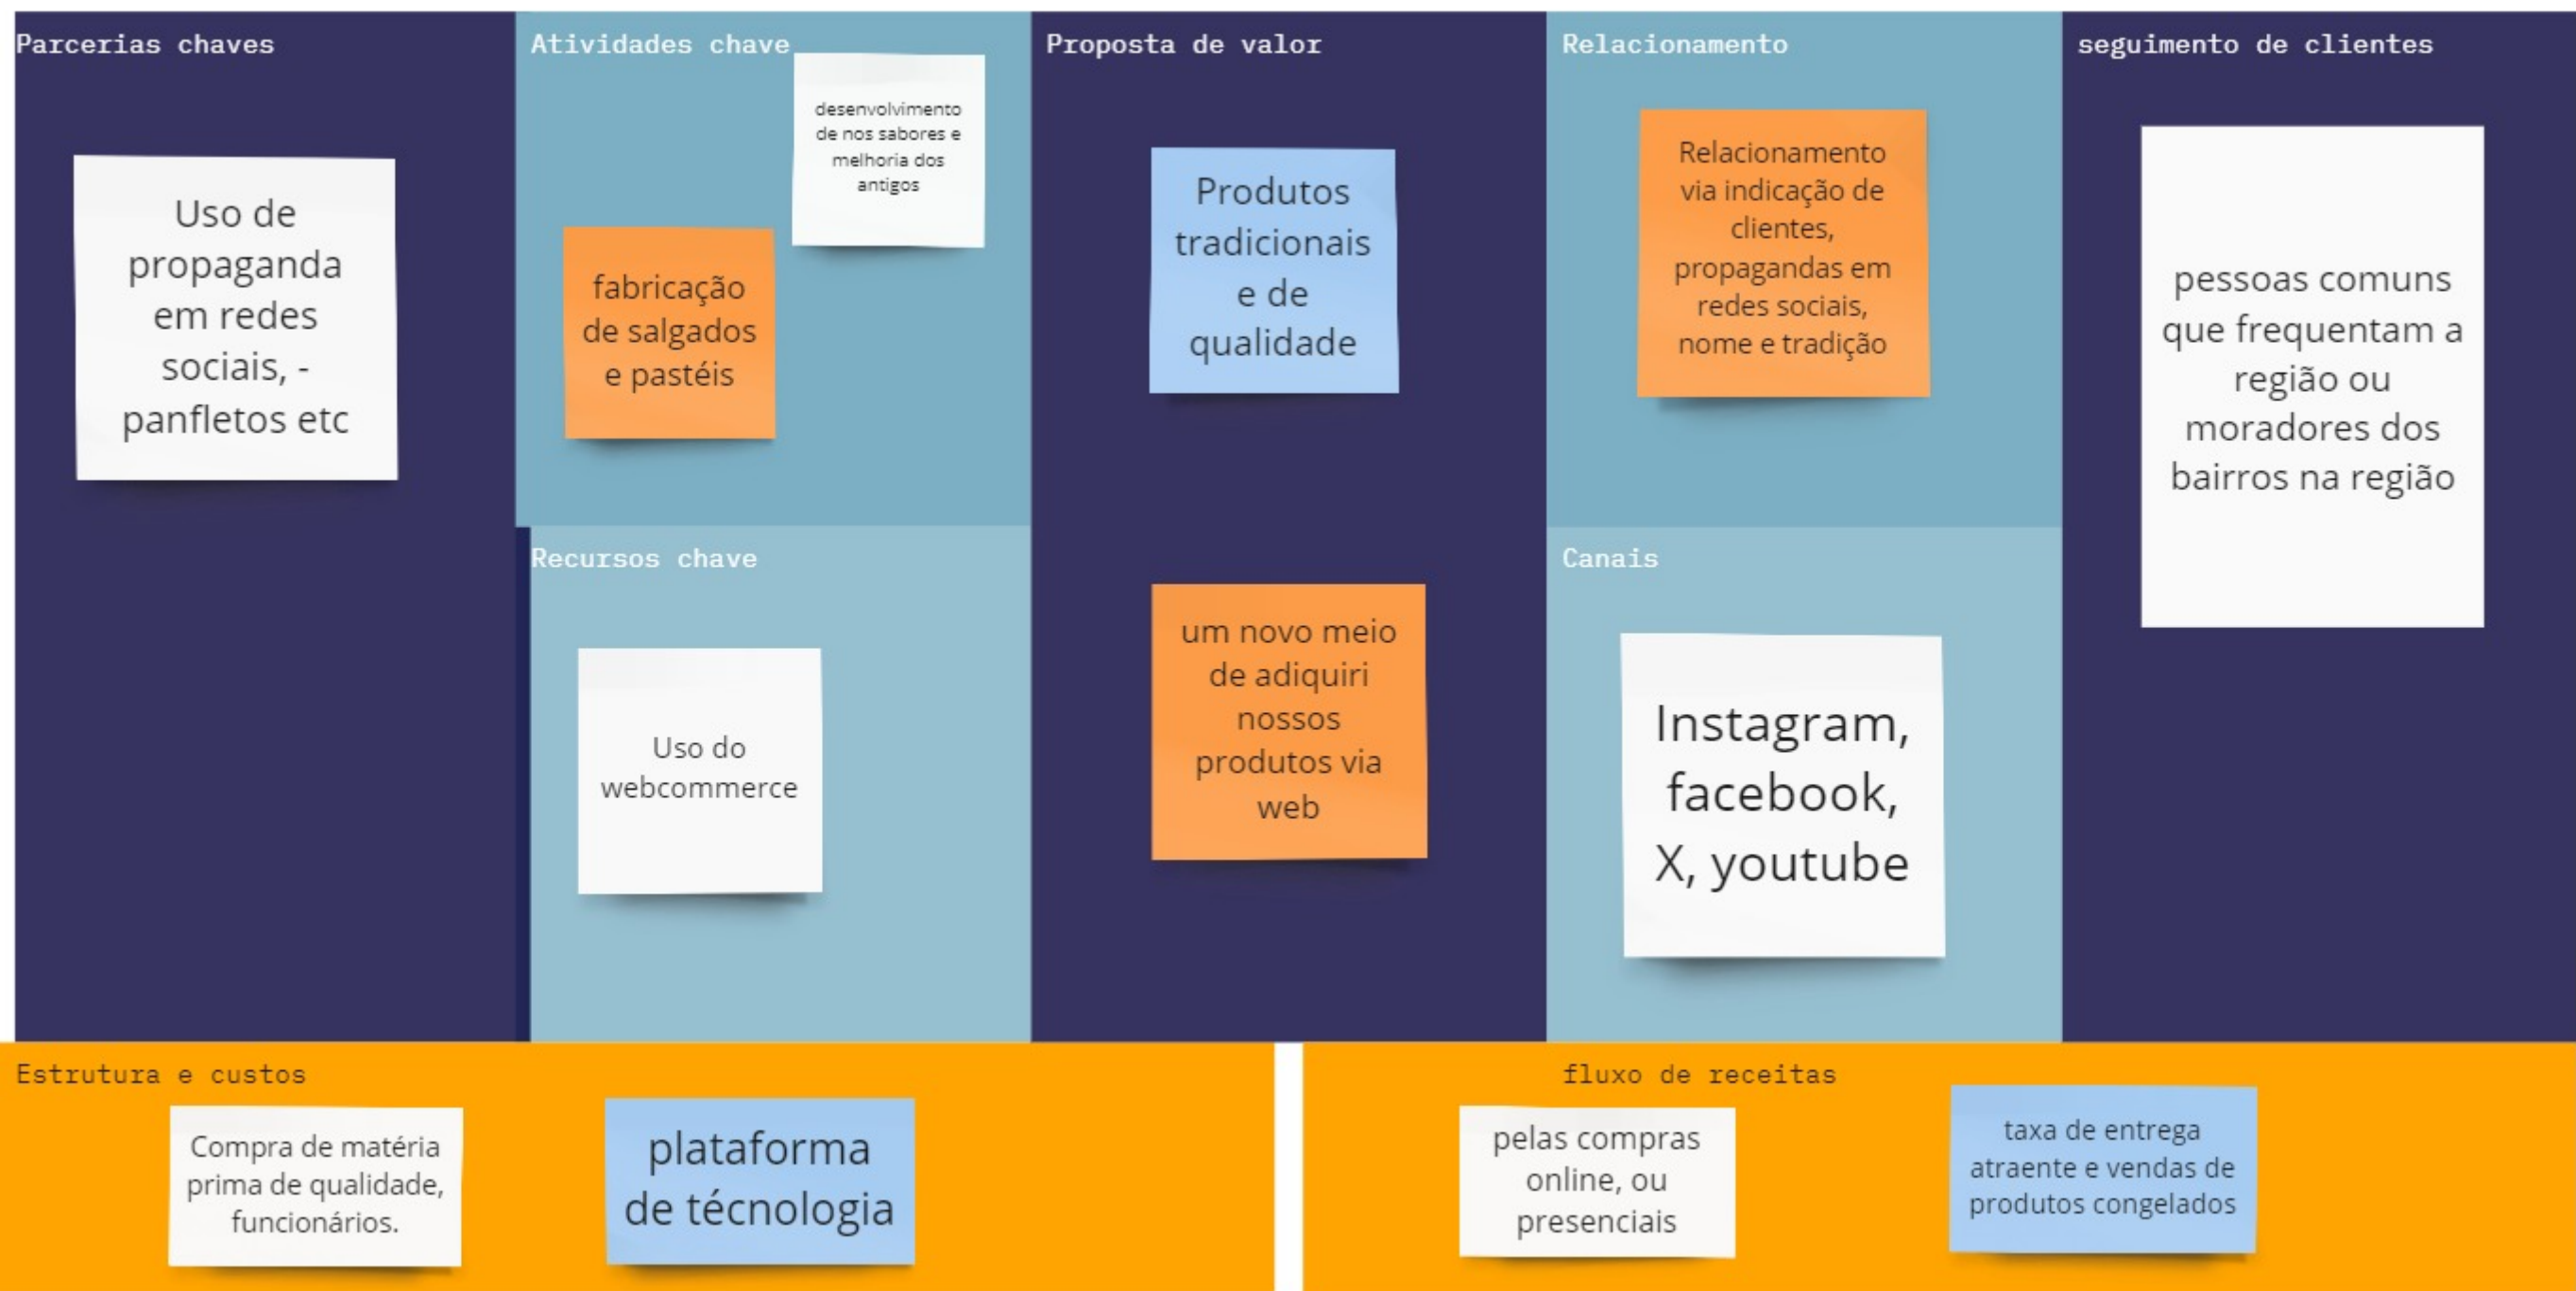 Parcerias chaves
Uso de
propaganda
em redes
sociais, -
panfletos etc
Atividades chave
desenvolvimento
de nos sabores e
melhoria dos
antigos
fabricação
de salgados
e pastéis
Recursos chave
Uso do
webcommerce
Proposta de valor
Produtos
tradicionais
e de
qualidade
um novo meio
de adiquiri
nossos
produtos via
web
Relacionamento
Relacionamento
via indicação de
clientes,
propagandas em
redes sociais,
nome e tradição
Canais
Instagram,
facebook,
X, youtube
seguimento de clientes
pessoas comuns
que frequentam a
região ou
moradores dos
bairros na região
Estrutura e custos
Compra de matéria
prima de qualidade,
funcionários.
plataforma
de técnologia
fluxo de receitas
pelas compras
online, ou
presenciais
taxa de entrega
atraente e vendas de
produtos congelados